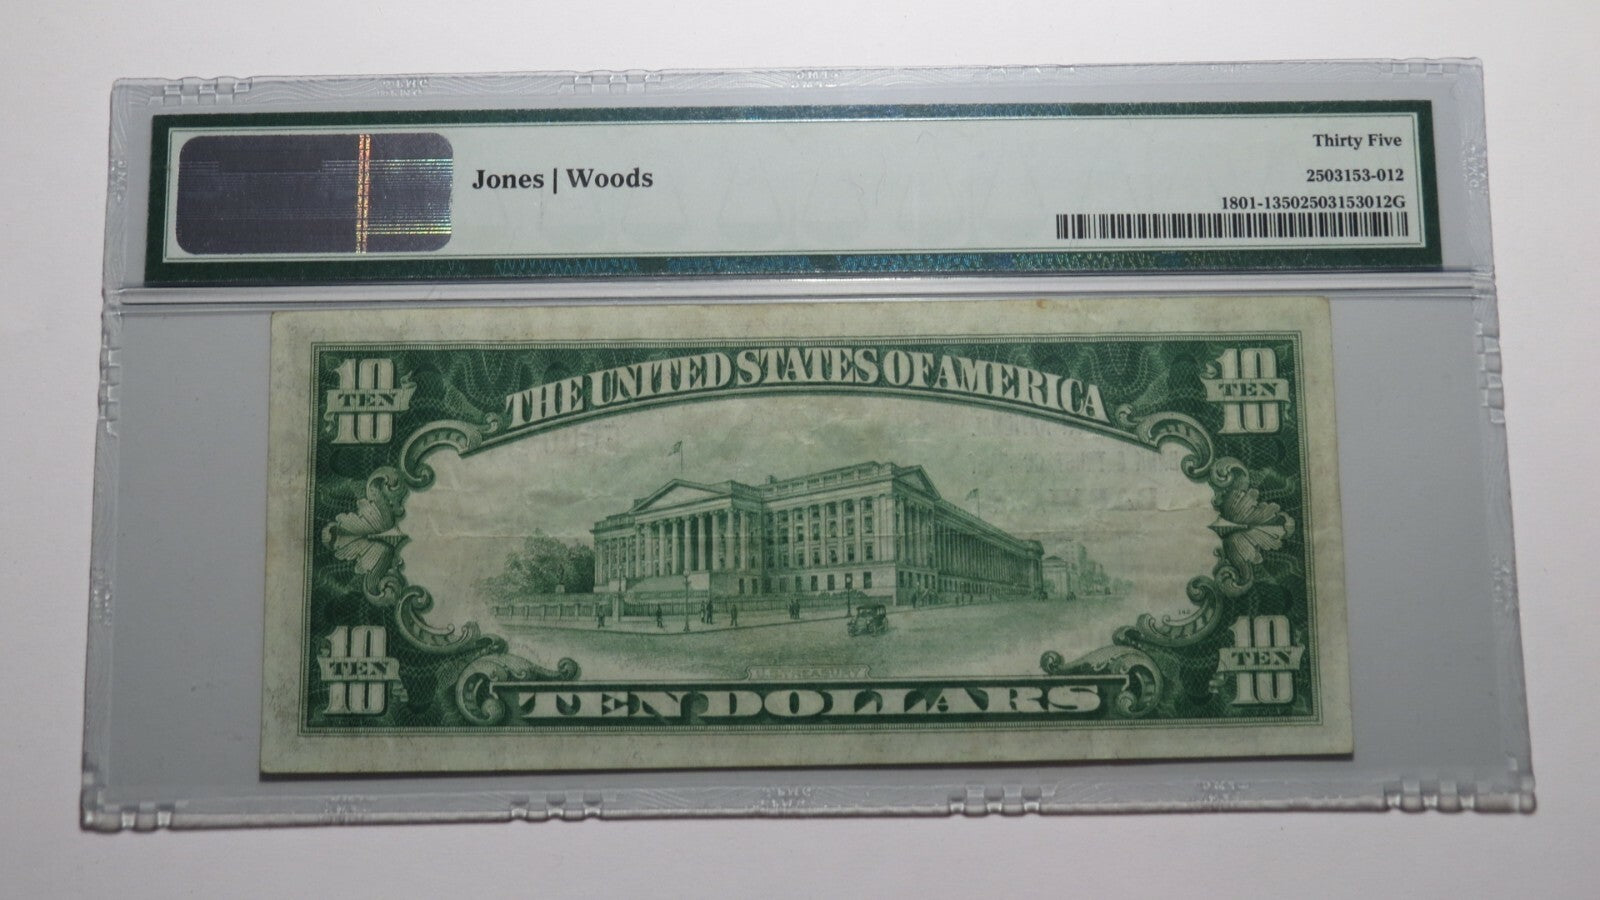 Thirty Five
Jones | Woods
2503153-012
1801-13502503153012G
THE UNITED STATES OF AMERICA
10 10
TEN TEN
10 10
10 10
TEN TEN
10 10
U.S. TREASURY
TEN DOLLARS